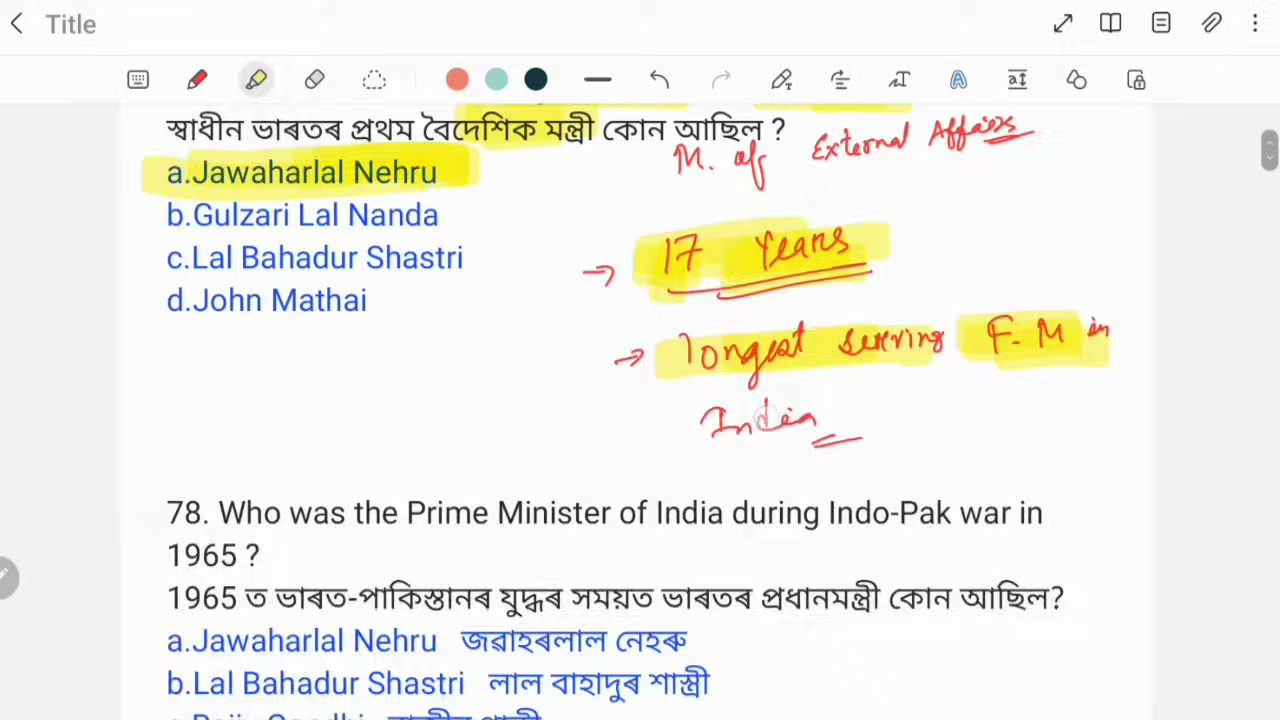 Title
স্বাধীন ভাৰতৰ প্ৰথম বৈদেশিক মন্ত্ৰী কোন আছিল ?
M. of External Affairs
a.Jawaharlal Nehru
b.Gulzari Lal Nanda
→ 17 Years
c.Lal Bahadur Shastri
d.John Mathai
→ longest serving F.M in
India
78. Who was the Prime Minister of India during Indo-Pak war in
1965 ?
1965 ত ভাৰত-পাকিস্তানৰ যুদ্ধৰ সময়ত ভাৰতৰ প্ৰধানমন্ত্ৰী কোন আছিল?
a.Jawaharlal Nehru জৱাহৰলাল নেহৰু
b.Lal Bahadur Shastri লাল বাহাদুৰ শাস্ত্ৰী